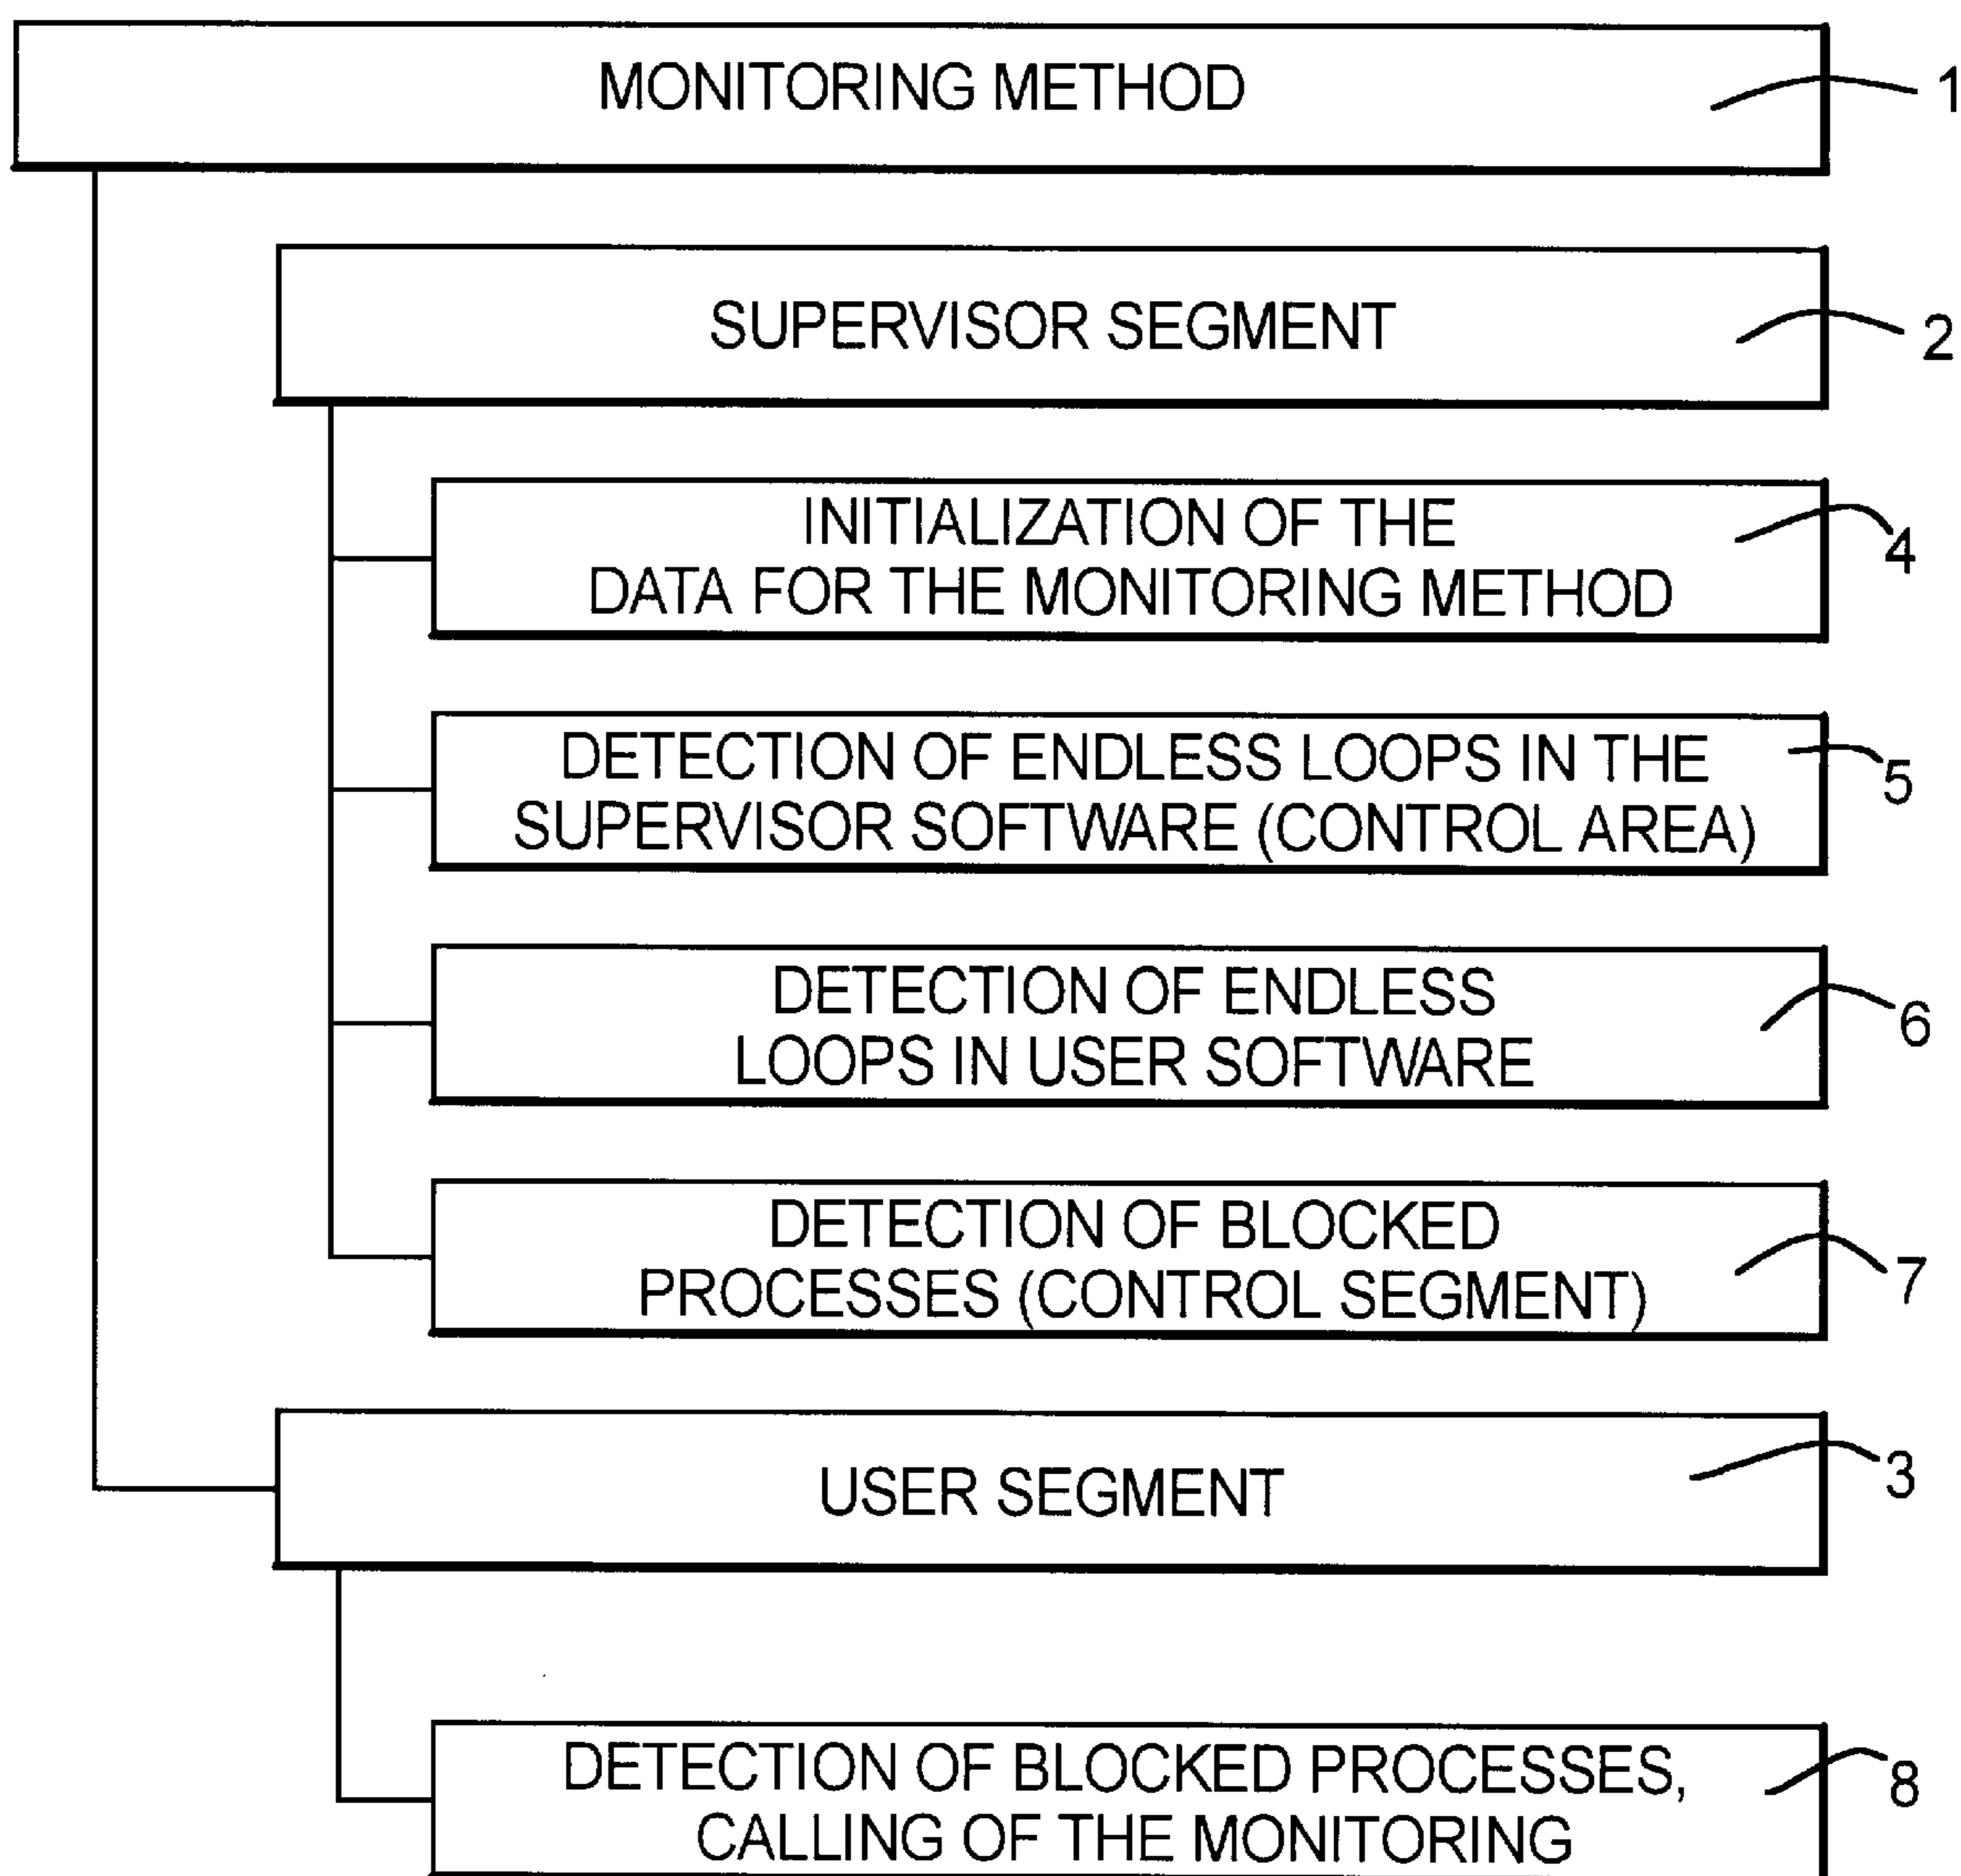 MONITORING METHOD
1
SUPERVISOR SEGMENT
2
INITIALIZATION OF THE
DATA FOR THE MONITORING METHOD
4
DETECTION OF ENDLESS LOOPS IN THE
SUPERVISOR SOFTWARE (CONTROL AREA)
5
DETECTION OF ENDLESS
LOOPS IN USER SOFTWARE
6
DETECTION OF BLOCKED
PROCESSES (CONTROL SEGMENT)
7
USER SEGMENT
3
DETECTION OF BLOCKED PROCESSES,
CALLING OF THE MONITORING
8